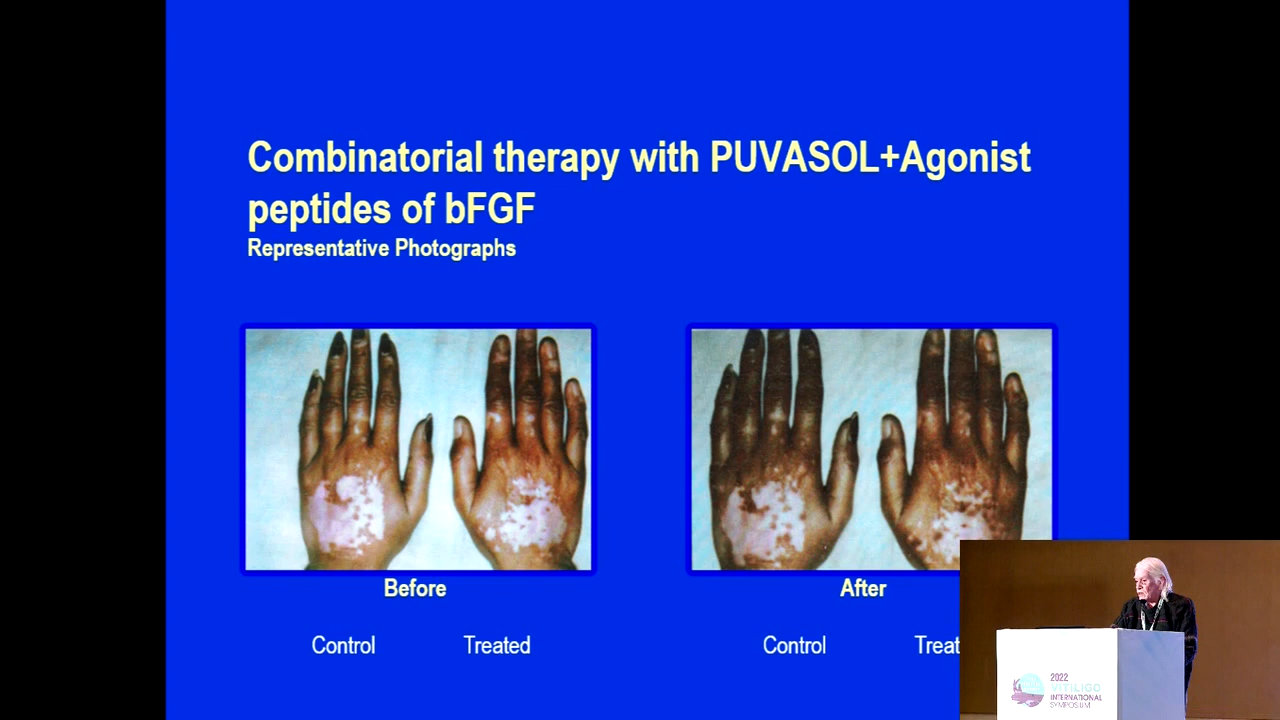 Combinatorial therapy with PUVASOL+Agonist
peptides of bFGF
Representative Photographs
Before
After
Control
Treated
Control
Treat
2022
VITILIGO
INTERNATIONAL
SYMPOSIUM